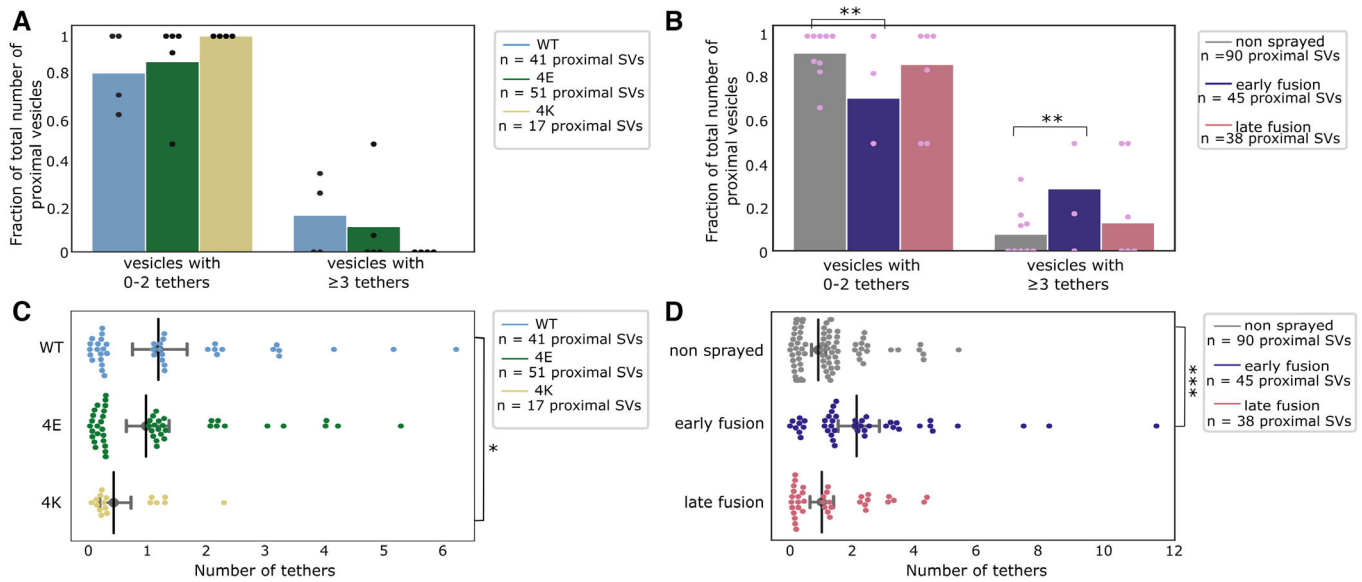 A
Fraction of total number of
proximal vesicles
1
0.8
0.6
0.4
0.2
0
vesicles with
0-2 tethers
vesicles with
≥3 tethers
WT
n = 41 proximal SVs
4E
n = 51 proximal SVs
4K
n = 17 proximal SVs
B
Fraction of total number of
proximal vesicles
1
0.8
0.6
0.4
0.2
0
**
**
vesicles with
0-2 tethers
vesicles with
≥3 tethers
non sprayed
n =90 proximal SVs
early fusion
n = 45 proximal SVs
late fusion
n =38 proximal SVs
C
WT
4E
4K
*
0 1 2 3 4 5 6
Number of tethers
WT
n = 41 proximal SVs
4E
n = 51 proximal SVs
4K
n = 17 proximal SVs
D
non sprayed
early fusion
late fusion
***
0 2 4 6 8 10 12
Number of tethers
non sprayed
n = 90 proximal SVs
early fusion
n = 45 proximal SVs
late fusion
n = 38 proximal SVs